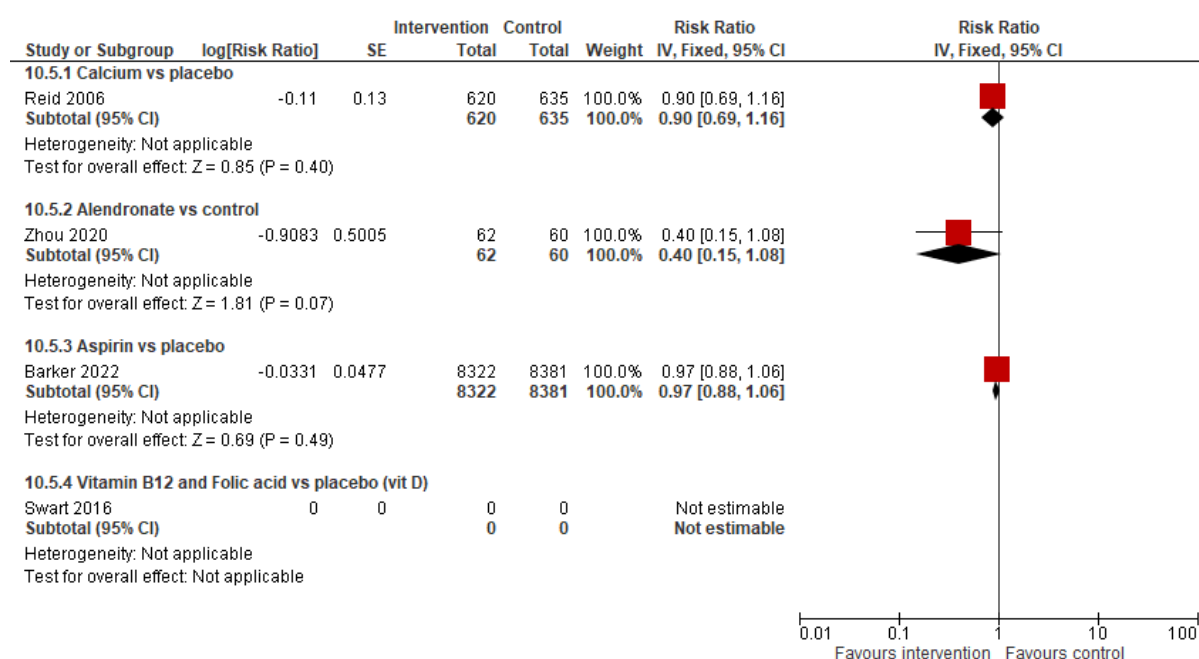 Intervention Control Risk Ratio Risk Ratio
Study or Subgroup log[Risk Ratio] SE Total Total Weight IV, Fixed, 95% CI IV, Fixed, 95% CI
10.5.1 Calcium vs placebo
Reid 2006 -0.11 0.13 620 635 100.0% 0.90 [0.69, 1.16]
Subtotal (95% CI) 620 635 100.0% 0.90 [0.69, 1.16]
Heterogeneity: Not applicable
Test for overall effect: Z = 0.85 (P = 0.40)
10.5.2 Alendronate vs control
Zhou 2020 -0.9083 0.5005 62 60 100.0% 0.40 [0.15, 1.08]
Subtotal (95% CI) 62 60 100.0% 0.40 [0.15, 1.08]
Heterogeneity: Not applicable
Test for overall effect: Z = 1.81 (P = 0.07)
10.5.3 Aspirin vs placebo
Barker 2022 -0.0331 0.0477 8322 8381 100.0% 0.97 [0.88, 1.06]
Subtotal (95% CI) 8322 8381 100.0% 0.97 [0.88, 1.06]
Heterogeneity: Not applicable
Test for overall effect: Z = 0.69 (P = 0.49)
10.5.4 Vitamin B12 and Folic acid vs placebo (vit D)
Swart 2016 0 0 0 0 Not estimable
Subtotal (95% CI) 0 0 Not estimable
Heterogeneity: Not applicable
Test for overall effect: Not applicable
0.01 0.1 1 10 100
Favours intervention Favours control